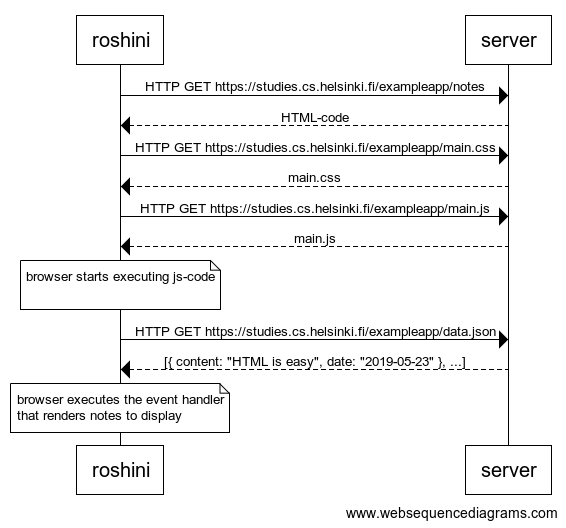 roshini
server
HTTP GET https://studies.cs.helsinki.fi/exampleapp/notes
HTML-code
HTTP GET https://studies.cs.helsinki.fi/exampleapp/main.css
main.css
HTTP GET https://studies.cs.helsinki.fi/exampleapp/main.js
main.js
browser starts executing js-code
HTTP GET https://studies.cs.helsinki.fi/exampleapp/data.json
[{ content: "HTML is easy", date: "2019-05-23" }, ...]
browser executes the event handler
that renders notes to display
roshini
server
www.websequencediagrams.com